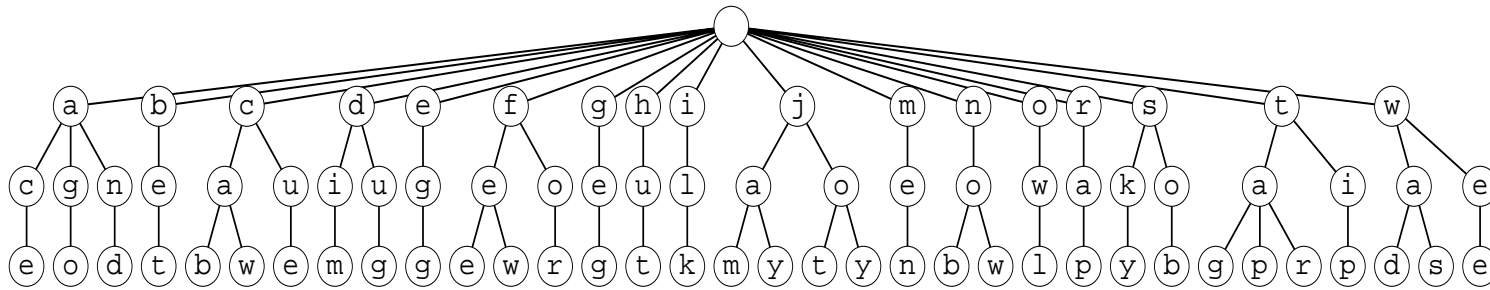 a b c d e f g h i j m n o r s t w
c g n e a u i u g e o e u l a o e o w a k o a i a e
e o d t b w e m g g e w r g t k m y t y n b w l p y b g p r p d s e